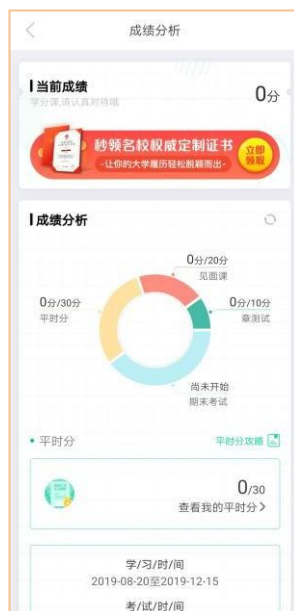 成绩分析
当前成绩
学分课,请认真对待哦
0分
秒领名校权威定制证书
-让你的大学履历轻松脱颖而出-
立即
领取
成绩分析
0分/20分
见面课
0分/30分
平时分
0分/10分
章测试
尚未开始
期末考试
平时分
平时分攻略
0/30
查看我的平时分>
学/习/时/间
2019-08-20至2019-12-15
考/试/时/间